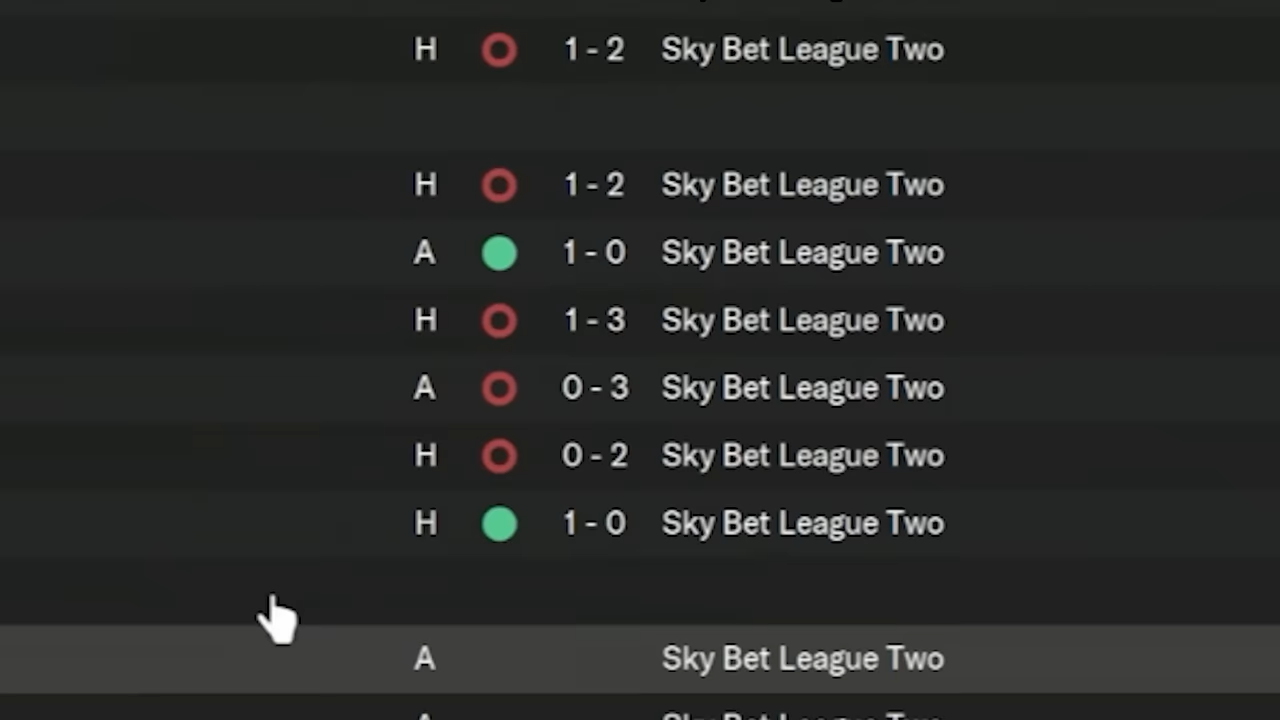 H 1 - 2 Sky Bet League Two
H 1 - 2 Sky Bet League Two
A 1 - 0 Sky Bet League Two
H 1 - 3 Sky Bet League Two
A 0 - 3 Sky Bet League Two
H 0 - 2 Sky Bet League Two
H 1 - 0 Sky Bet League Two
A Sky Bet League Two